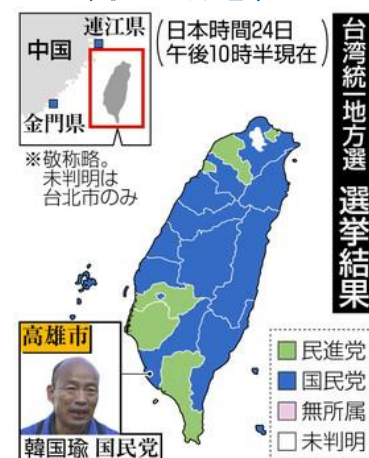 連江県
中国
金門県
(日本時間24日
午後10時半現在)
※敬称略。
未判明は
台北市のみ
台湾統一地方選 選挙結果
高雄市
韓国瑜 国民党
民進党
国民党
無所属
未判明